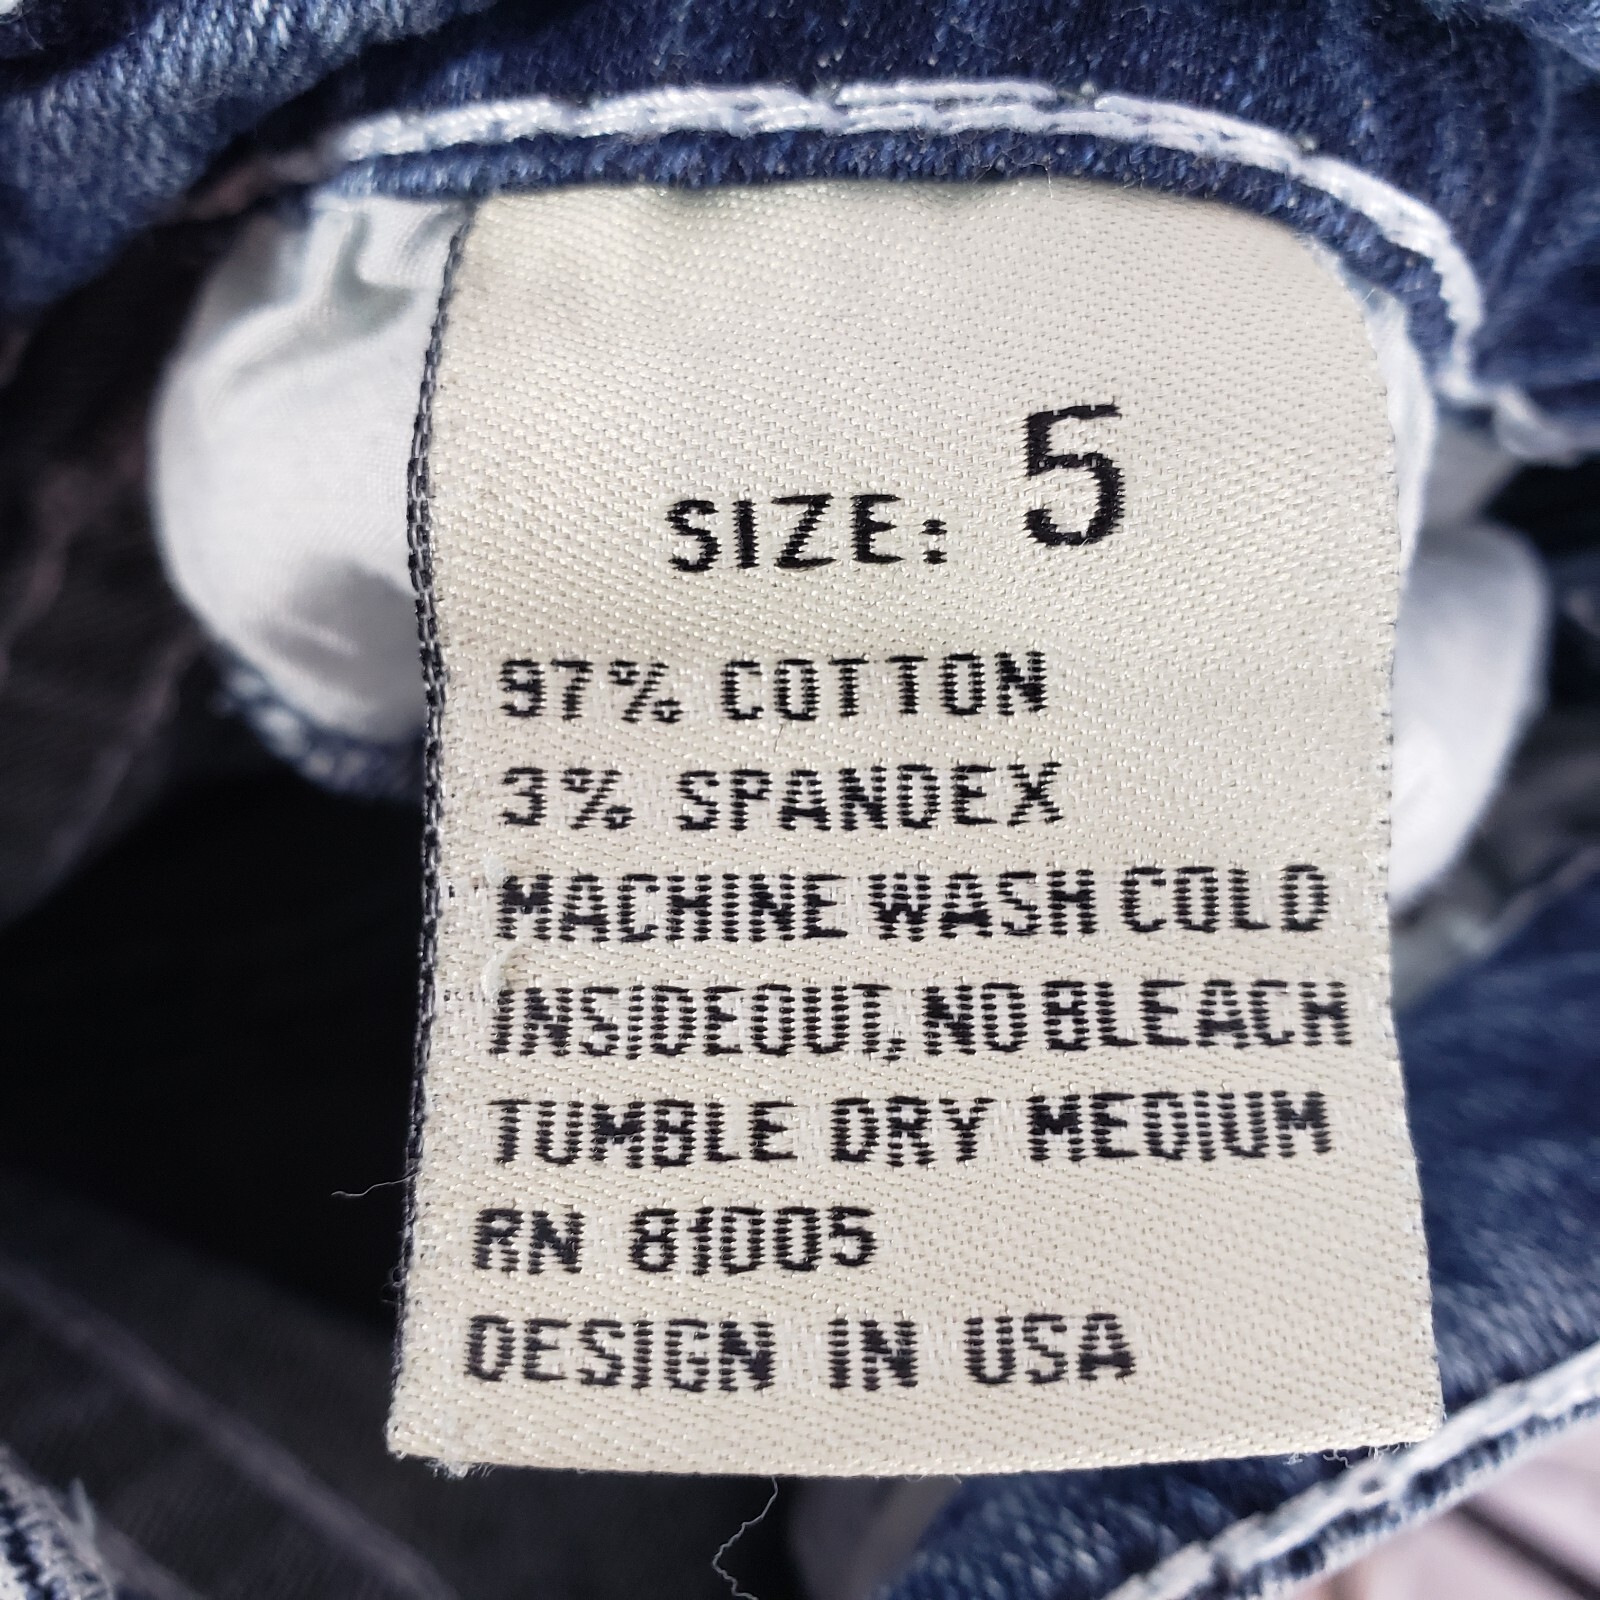 SIZE: 5
97% COTTON
3% SPANDEX
MACHINE WASH COLD
INSIDEOUT, NO BLEACH
TUMBLE DRY MEDIUM
RN 81005
DESIGN IN USA